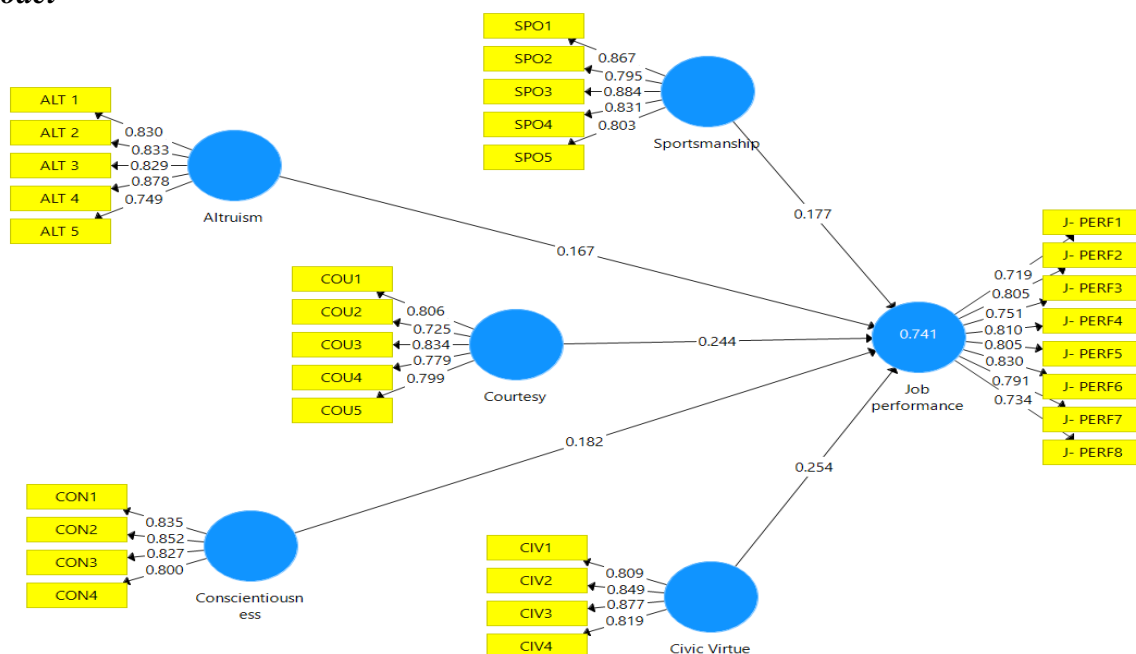 SPO1
SPO2
SPO3
SPO4
SPO5
0.867
0.795
0.884
0.831
0.803
Sportsmanship
ALT 1
ALT 2
ALT 3
ALT 4
ALT 5
0.830
0.833
0.829
0.878
0.749
Altruism
0.177
0.167
COU1
COU2
COU3
COU4
COU5
0.806
0.725
0.834
0.779
0.799
Courtesy
0.244
0.741
Job
performance
0.719
0.805
0.751
0.810
0.805
0.830
0.791
0.734
J- PERF1
J- PERF2
J- PERF3
J- PERF4
J- PERF5
J- PERF6
J- PERF7
J- PERF8
0.182
0.254
CON1
CON2
CON3
CON4
0.835
0.852
0.827
0.800
Conscientiousn
ess
CIV1
CIV2
CIV3
CIV4
0.809
0.849
0.877
0.819
Civic Virtue